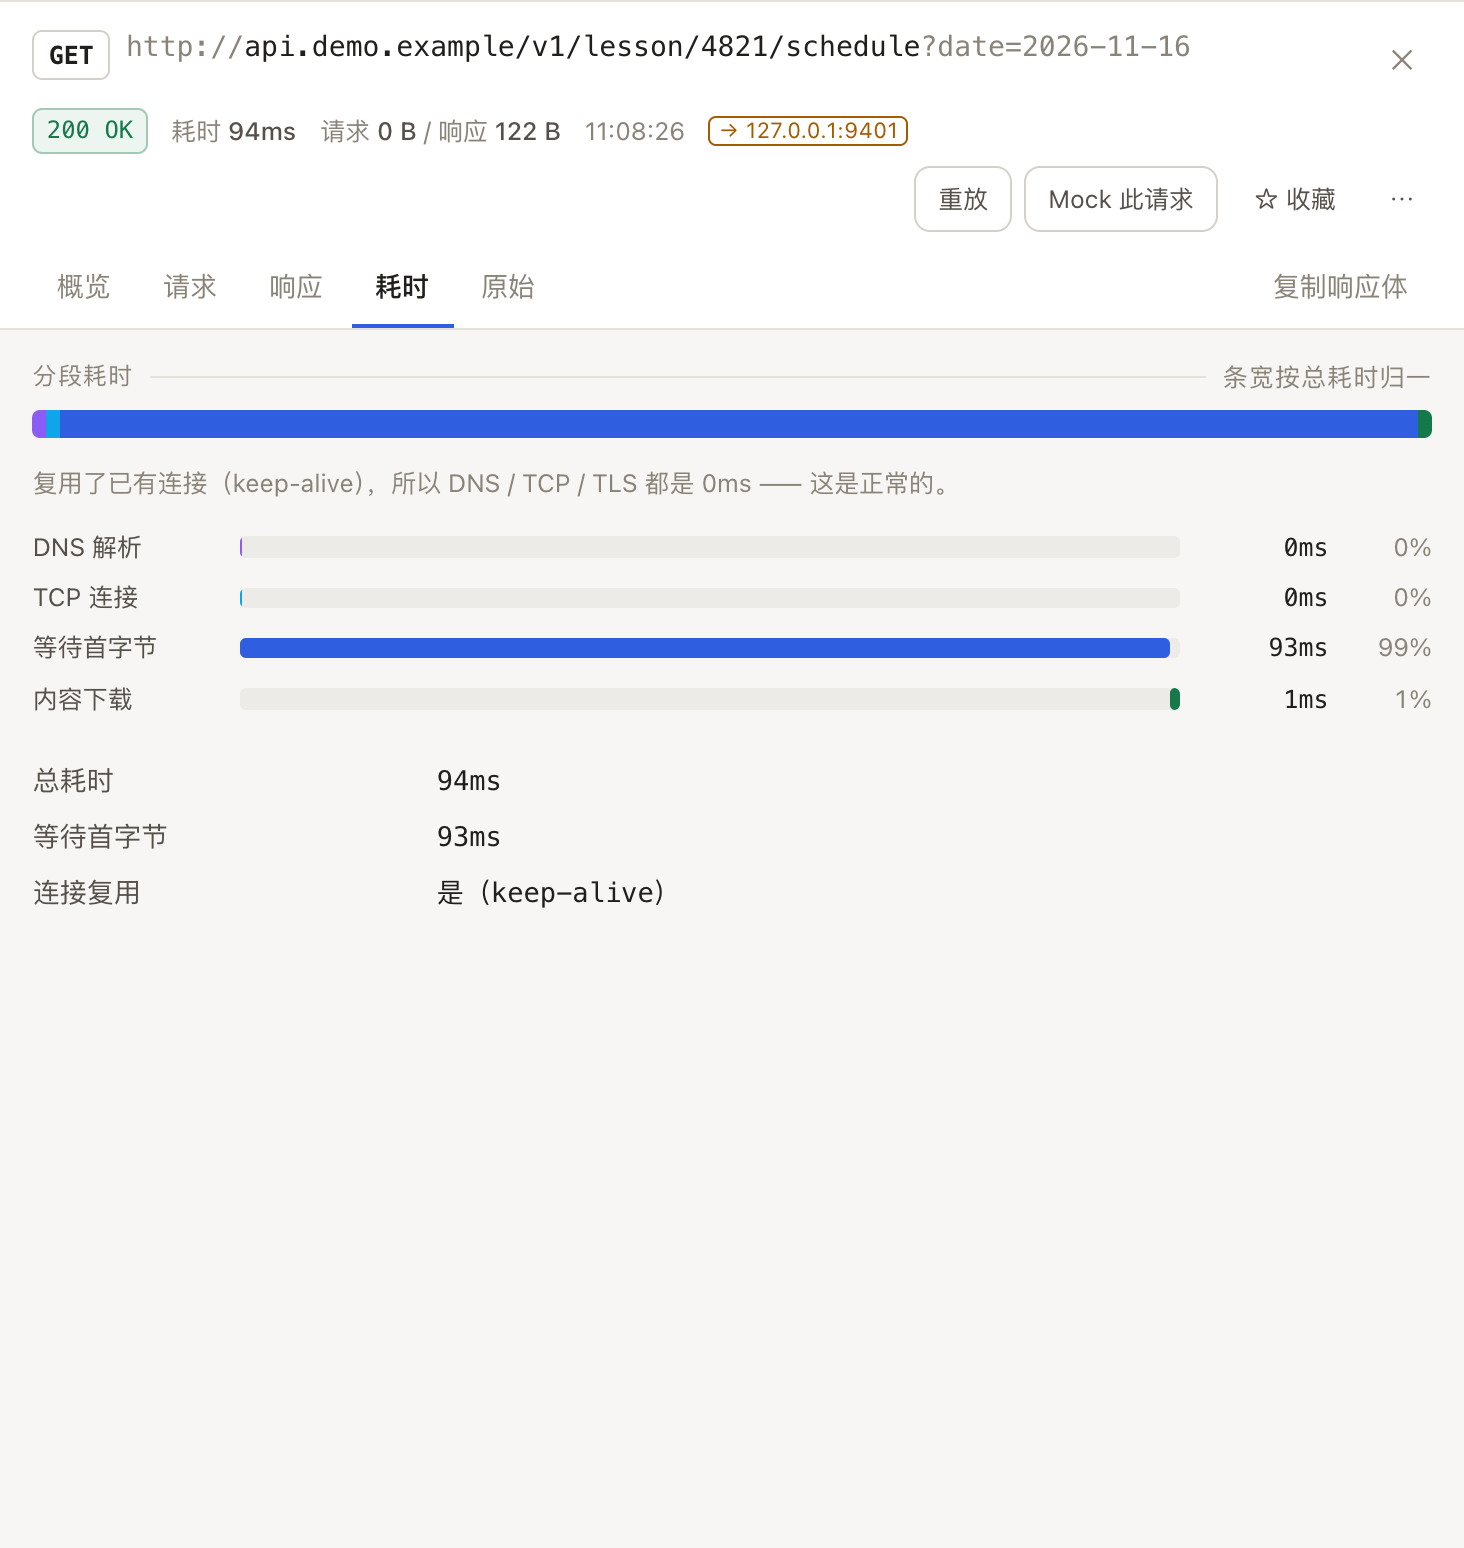 GET http://api.demo.example/v1/lesson/4821/schedule?date=2026-11-16
200 OK 耗时 94ms 请求 0 B / 响应 122 B 11:08:26 → 127.0.0.1:9401
重放 Mock 此请求 ☆ 收藏 ···
概览 请求 响应 耗时 原始 复制响应体
分段耗时 条宽按总耗时归一
复用了已有连接（keep-alive），所以 DNS / TCP / TLS 都是 0ms —— 这是正常的。
DNS 解析 0ms 0%
TCP 连接 0ms 0%
等待首字节 93ms 99%
内容下载 1ms 1%
总耗时 94ms
等待首字节 93ms
连接复用 是（keep-alive）